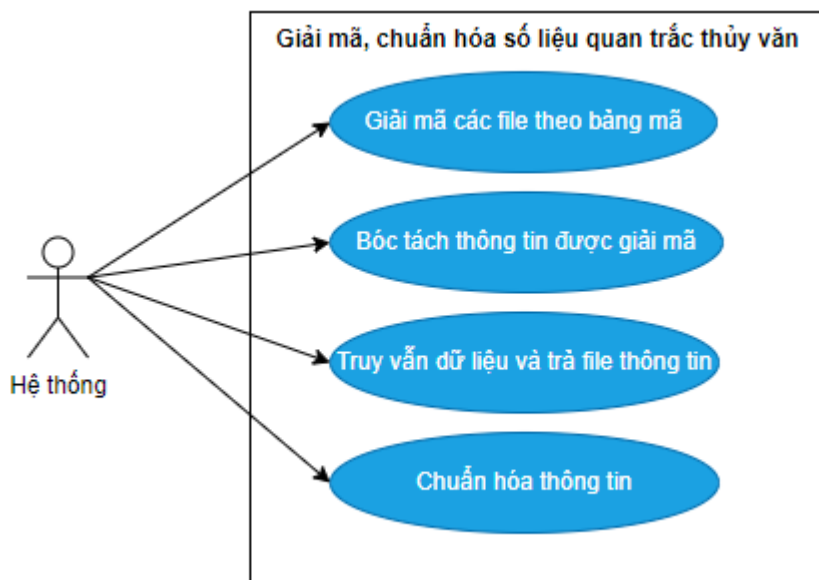 Giải mã, chuẩn hóa số liệu quan trắc thủy văn
Giải mã các file theo bảng mã
Bóc tách thông tin được giải mã
Truy vẫn dữ liệu và trả file thông tin
Hệ thống
Chuẩn hóa thông tin